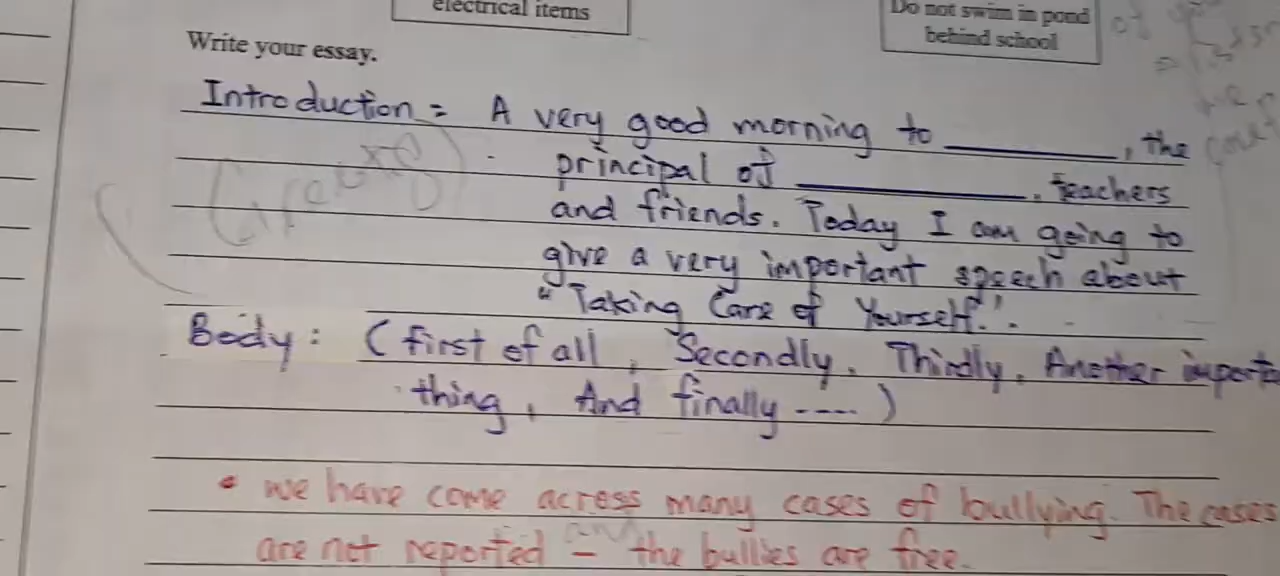 electrical items
Do not swim in pond
behind school
Write your essay.
Introduction = A very good morning to ________, the
principal of ________. teachers
and friends. Today I am going to
give a very important speech about
"Taking Care of Yourself".
Body : (first of all, Secondly, Thirdly, Another
thing, And finally ----- )
• we have come across many cases of bullying. The cases
are not reported – and the bullies are free.